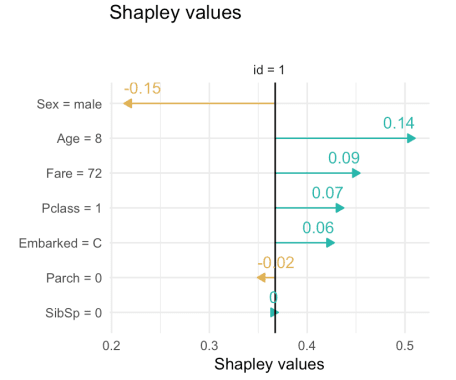 Shapley values
id = 1
Sex = male
-0.15
Age = 8
0.14
Fare = 72
0.09
Pclass = 1
0.07
Embarked = C
0.06
Parch = 0
-0.02
SibSp = 0
0
0.2 0.3 0.4 0.5
Shapley values